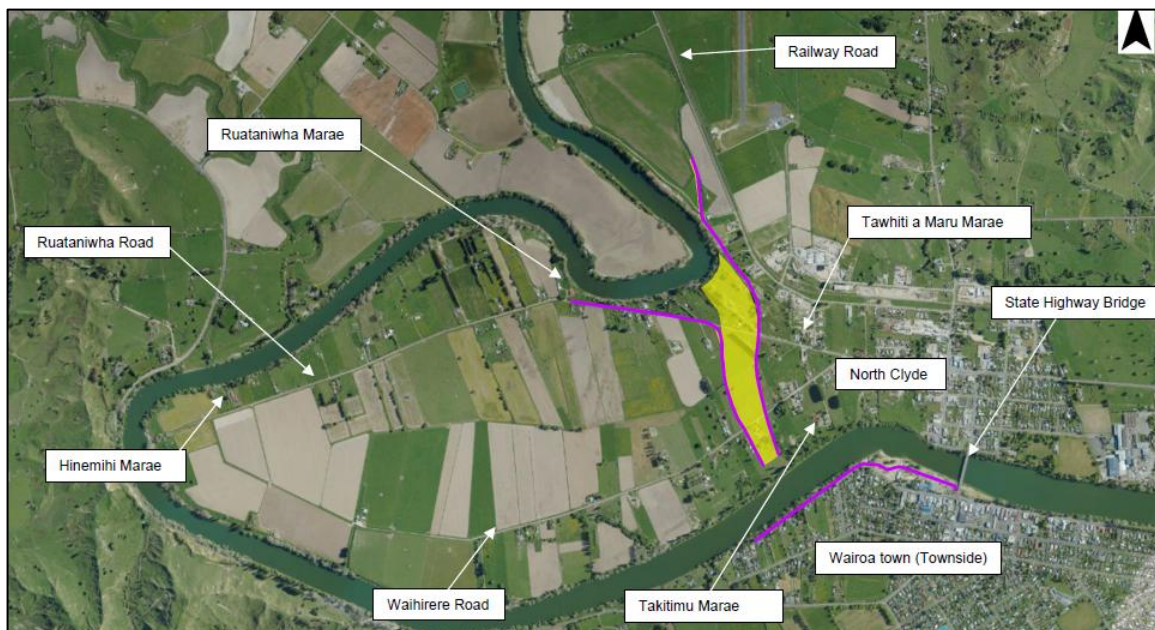 Railway Road
Ruataniwha Marae
Tawhiti a Maru Marae
Ruataniwha Road
State Highway Bridge
North Clyde
Hinemihi Marae
Wairoa town (Townside)
Waihirere Road
Takitimu Marae